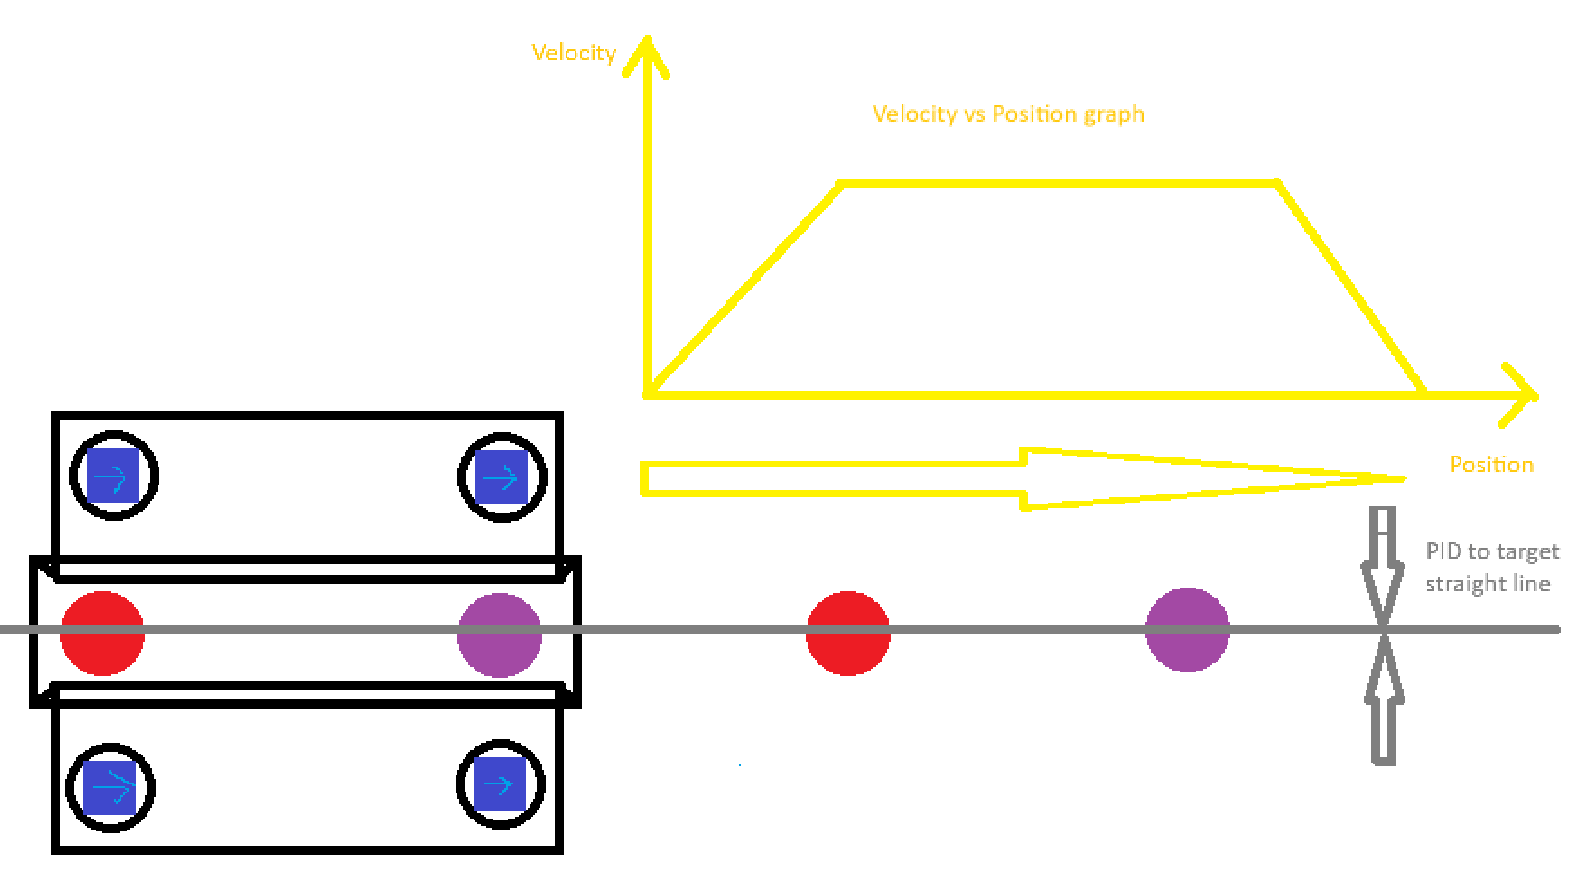 Velocity
Velocity vs Position graph
Position
PID to target
straight line